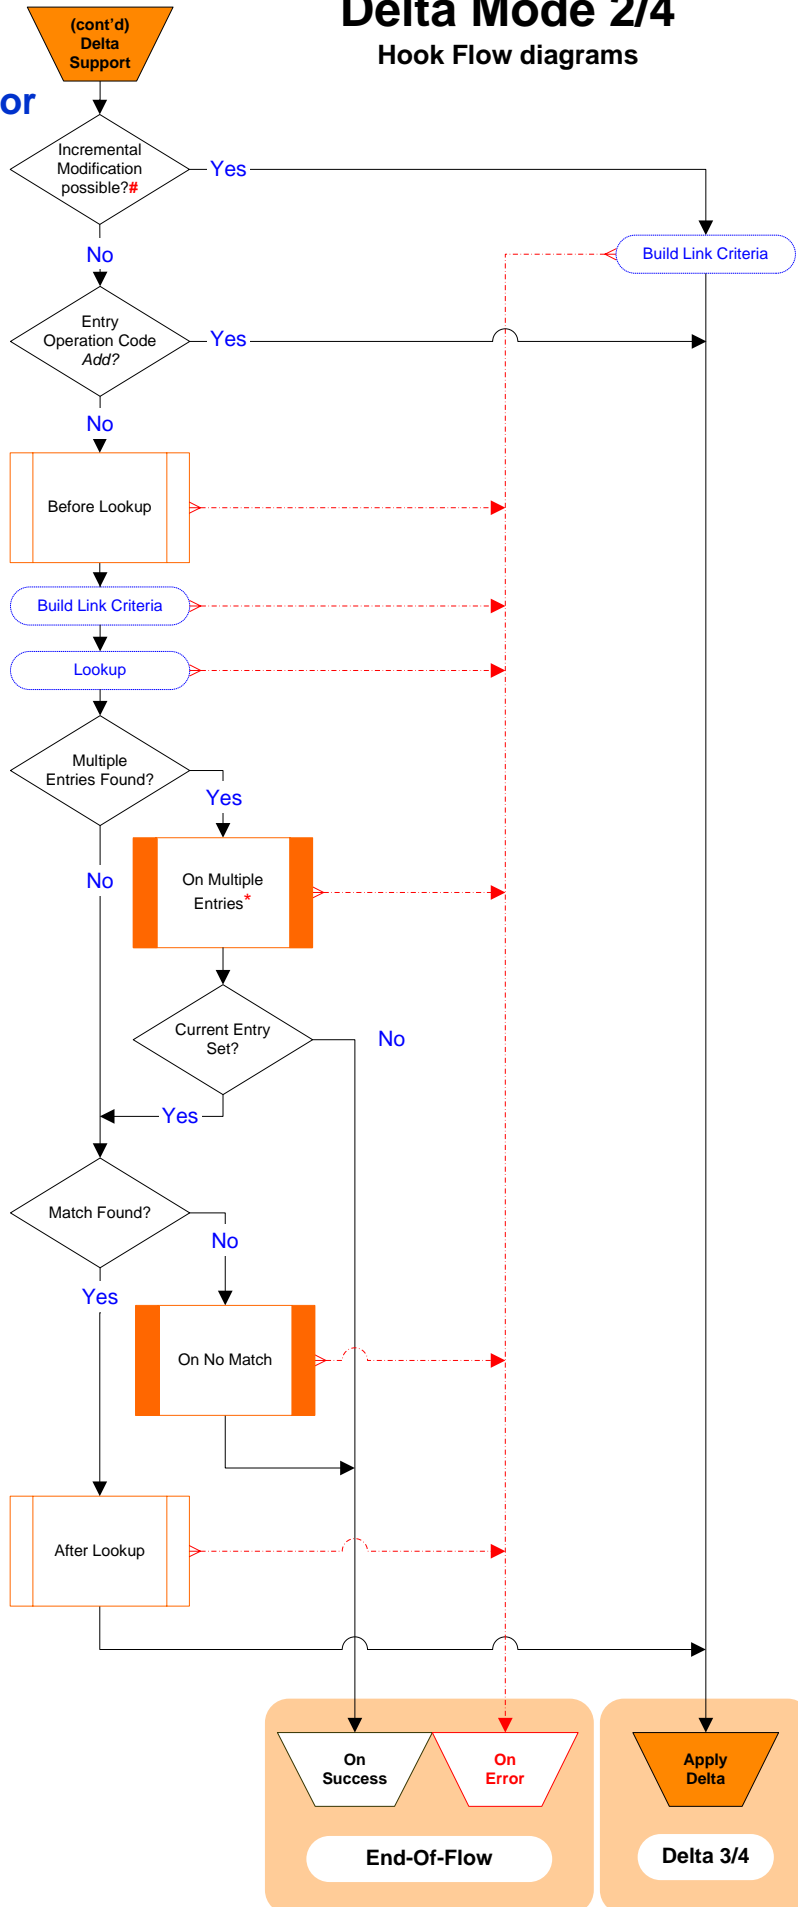 Delta Mode 2/4
Hook Flow diagrams
(cont'd)
Delta
Support
or
Incremental
Modification
possible?#
Yes
No
Build Link Criteria
Entry
Operation Code
Add?
Yes
No
Before Lookup
Build Link Criteria
Lookup
Multiple
Entries Found?
Yes
No
On Multiple
Entries*
Current Entry
Set?
No
Yes
Match Found?
No
Yes
On No Match
After Lookup
On
Success
On
Error
Apply
Delta
End-Of-Flow
Delta 3/4